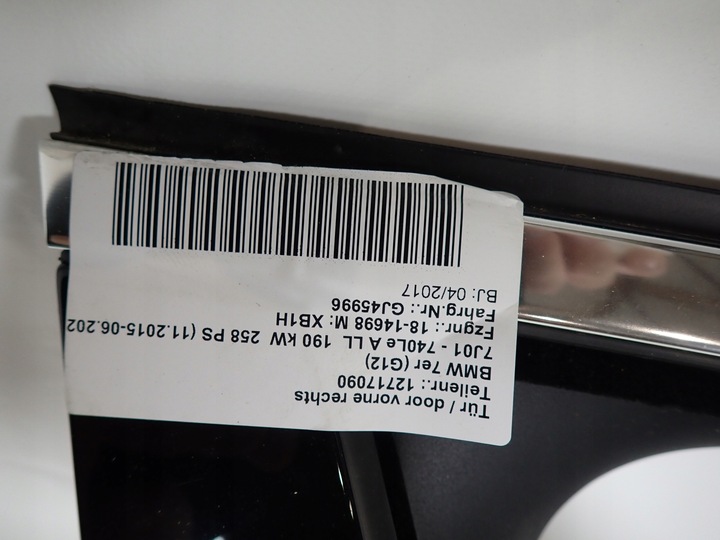 Tür / door vorne rechts
Teilenr.: 12717090
BMW 7er (G12)
7J01 - 740Le A LL 190 kW 258 PS (11.2015-06.202
Fzgnr.: 18-14698 M: XB1H
Fahrg.Nr.: GJ45996
BJ: 04/2017